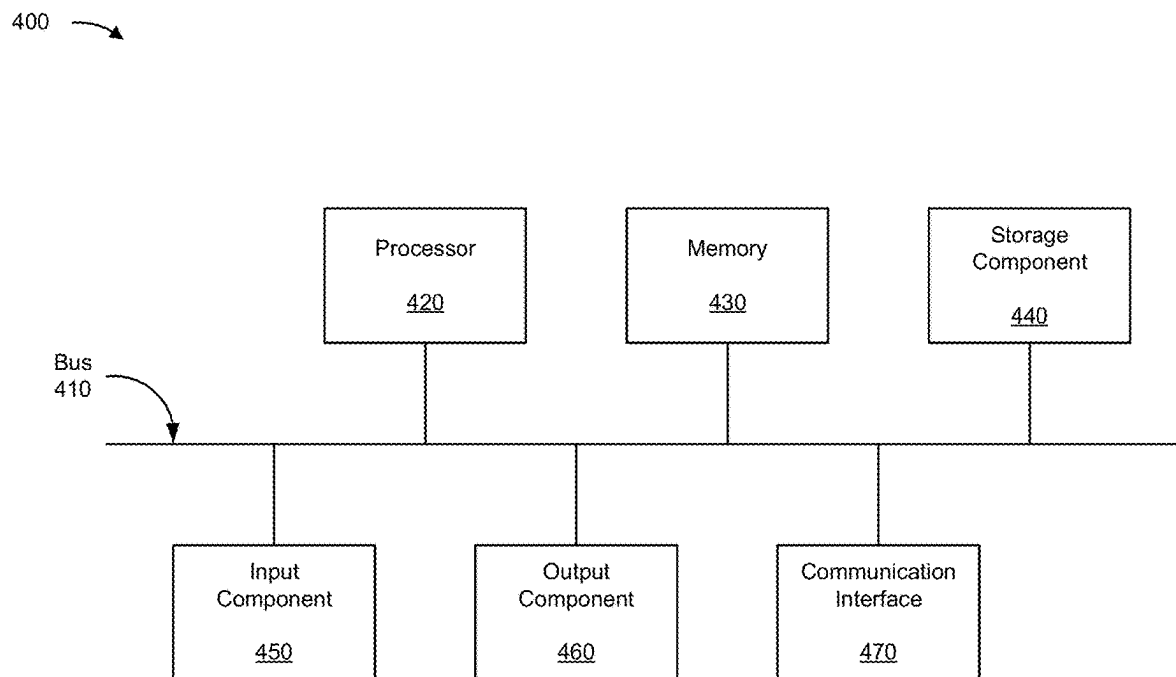 400
Processor
420
Memory
430
Storage
Component
440
Bus
410
Input
Component
450
Output
Component
460
Communication
Interface
470